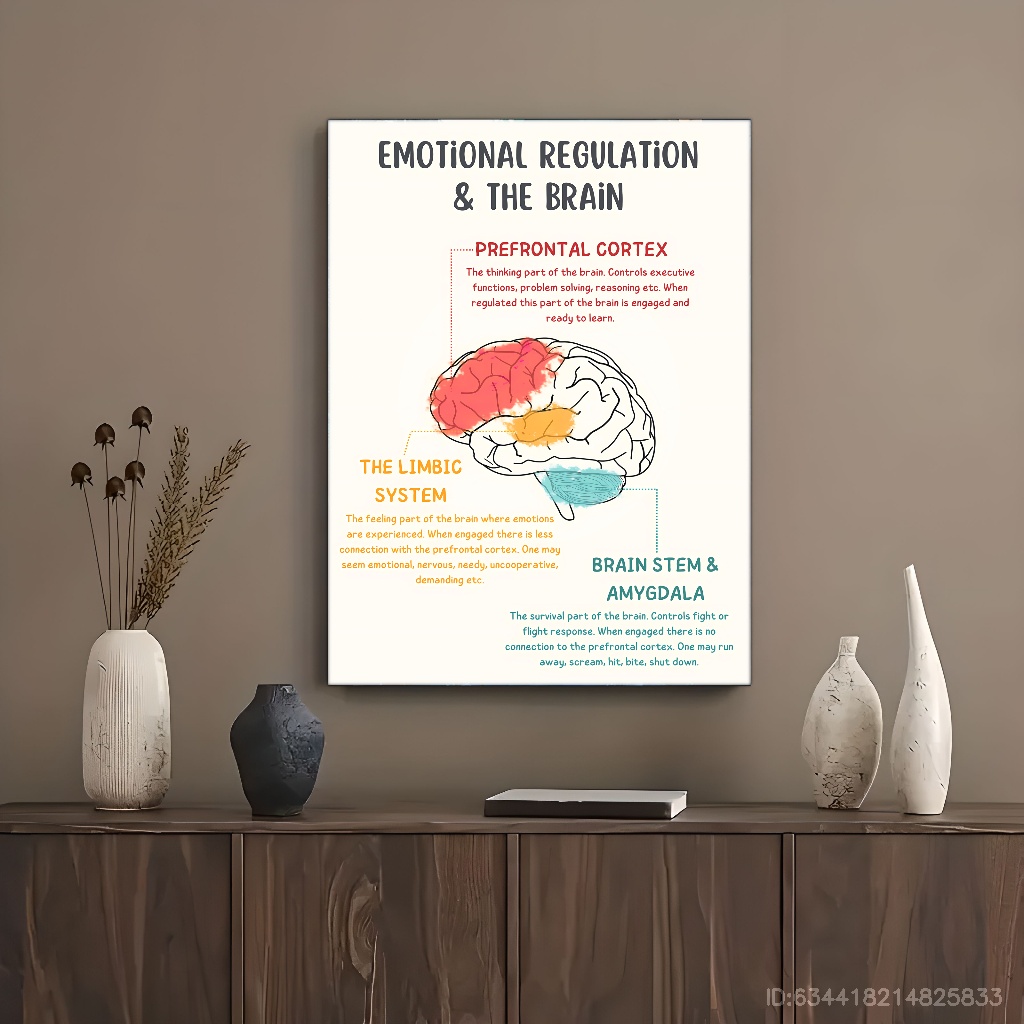 EMOTiONAL REGULATiON
& THE BRAiN
PREFRONTAL CORTEX
The thinking part of the brain. Controls executive
functions, problem solving, reasoning etc. When
regulated this part of the brain is engaged and
ready to learn.
THE LIMBIC
SYSTEM
The feeling part of the brain where emotions
are experienced. When engaged there is less
connection with the prefrontal cortex. One may
seem emotional, nervous, needy, uncooperative,
demanding etc.
BRAIN STEM &
AMYGDALA
The survival part of the brain. Controls fight or
flight response. When engaged there is no
connection to the prefrontal cortex. One may run
away, scream, hit, bite, shut down.
ID:634418214825833